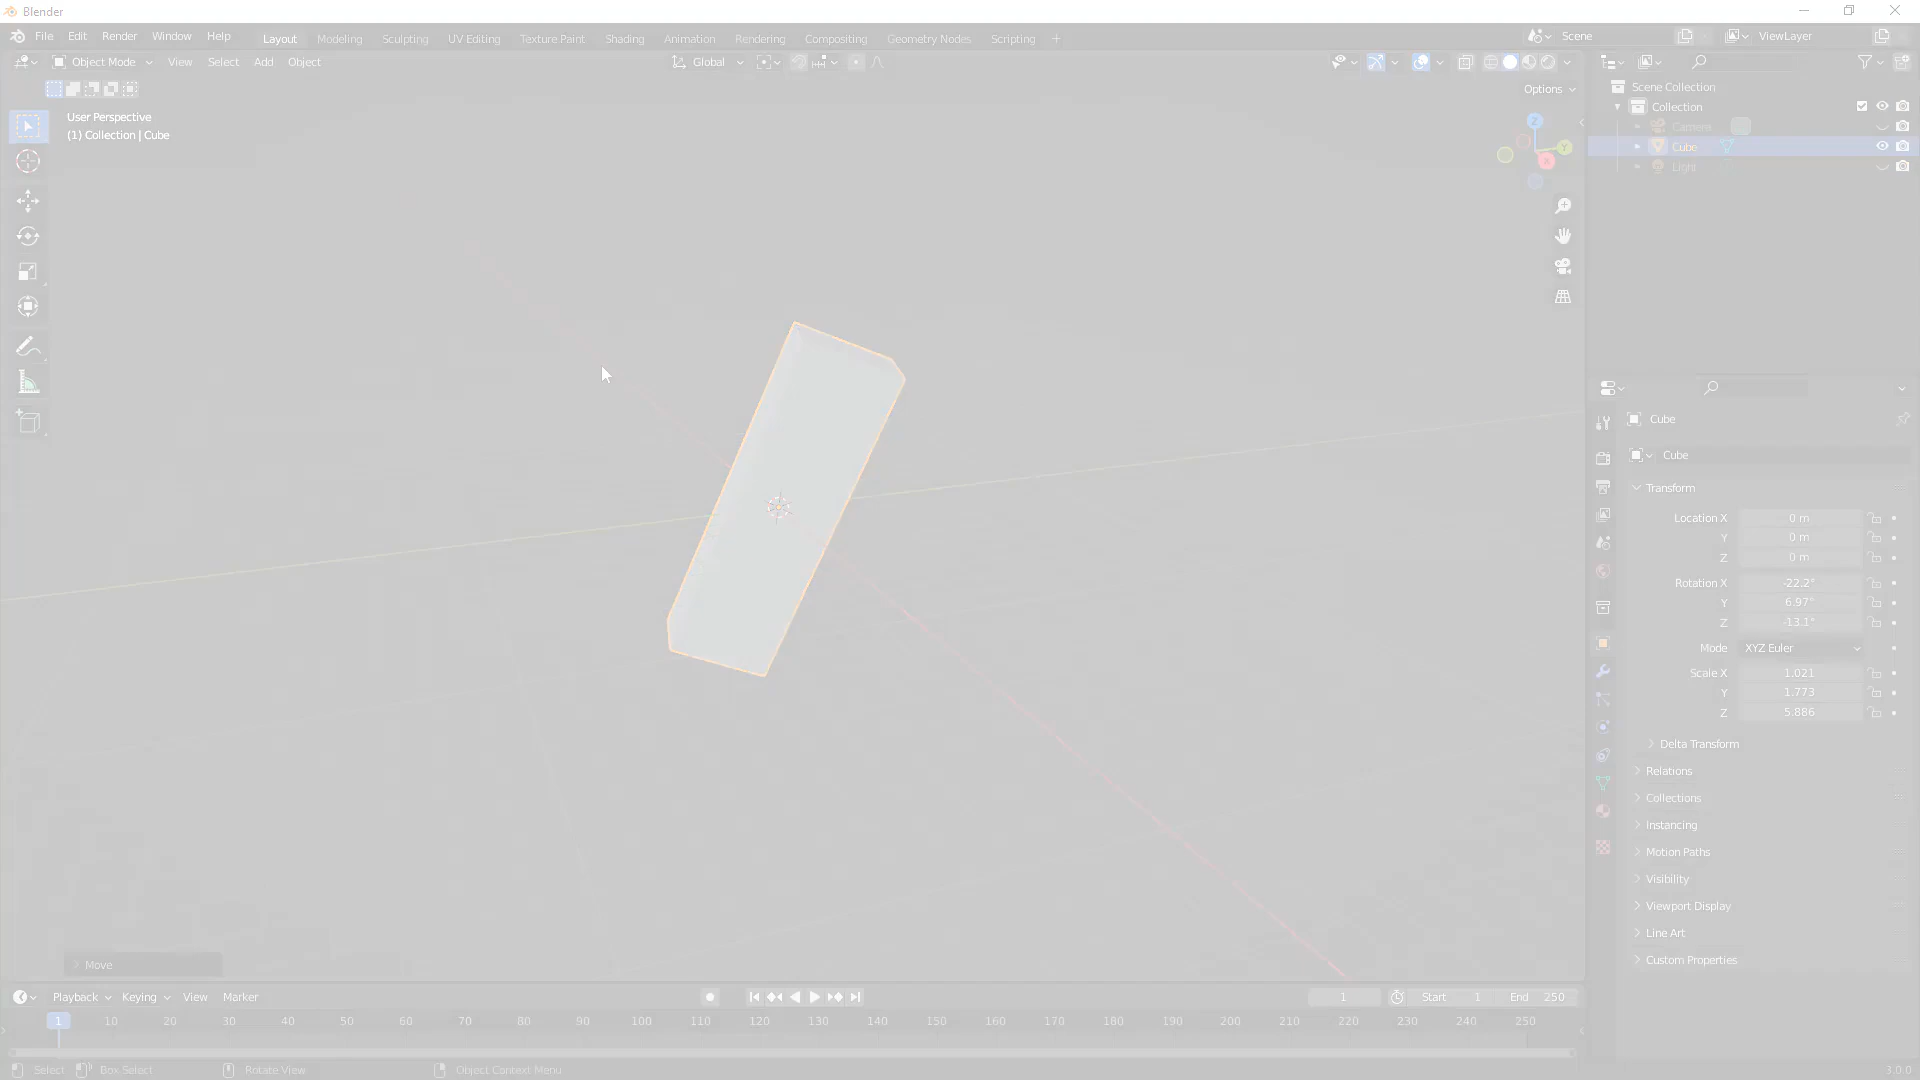 Blender
File Edit Render Window Help
Layout Modeling Sculpting UV Editing Texture Paint Shading Animation Rendering Compositing Geometry Nodes Scripting +
Scene ViewLayer
Object Mode View Select Add Object
Global
Options
User Perspective
(1) Collection | Cube
Z
Y
X
Scene Collection
Collection
Camera
Cube
Light
Cube
Cube
Transform
Location X 0 m
Y 0 m
Z 0 m
Rotation X -22.2°
Y 6.97°
Z -13.1°
Mode XYZ Euler
Scale X 1.021
Y 1.773
Z 5.886
Delta Transform
Relations
Collections
Instancing
Motion Paths
Visibility
Viewport Display
Line Art
Custom Properties
Move
Playback Keying View Marker
1 Start 1 End 250
1 10 20 30 40 50 60 70 80 90 100 110 120 130 140 150 160 170 180 190 200 210 220 230 240 250
Select Box Select Rotate View Object Context Menu
3.0.0